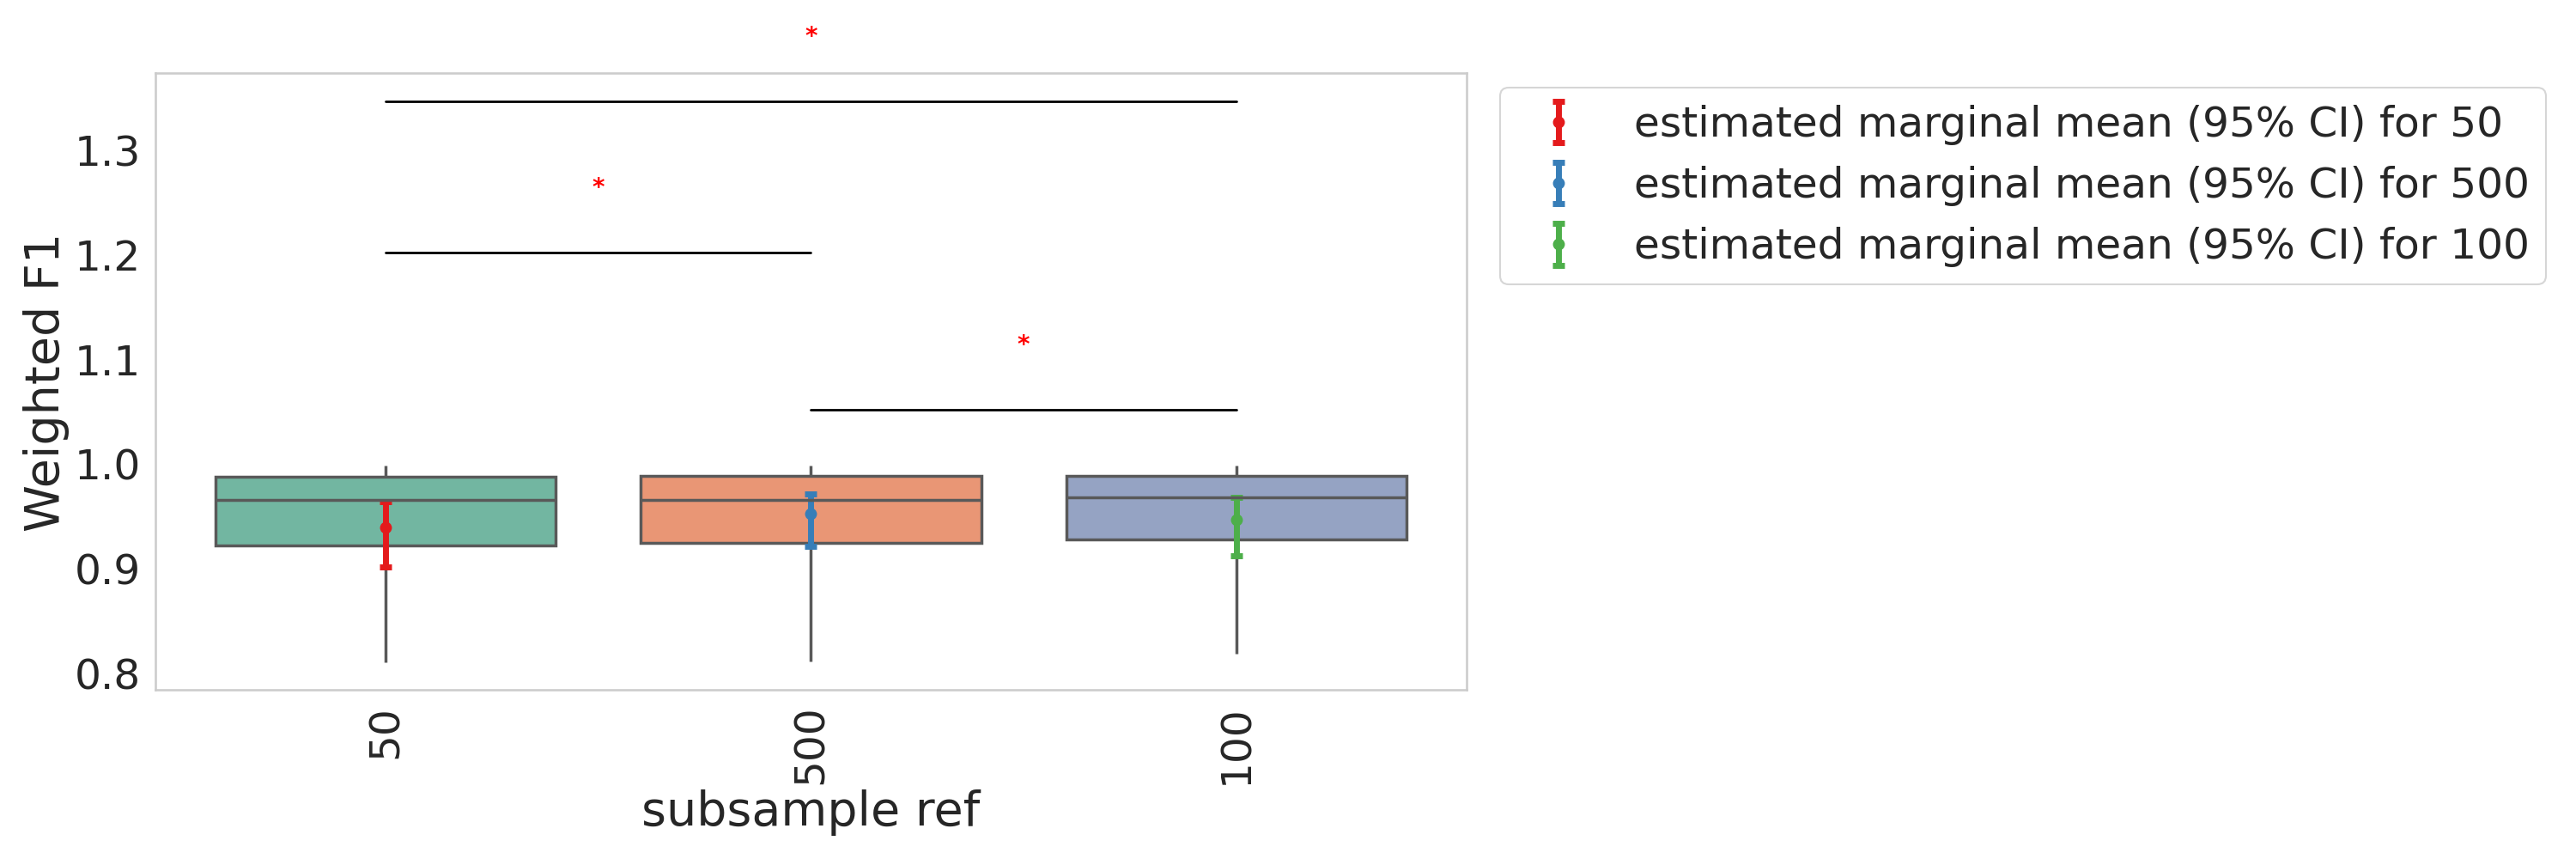 *
1.3
*
1.2
*
1.1
1.0
0.9
0.8
Weighted F1
50
500
100
subsample ref
estimated marginal mean (95% CI) for 50
estimated marginal mean (95% CI) for 500
estimated marginal mean (95% CI) for 100